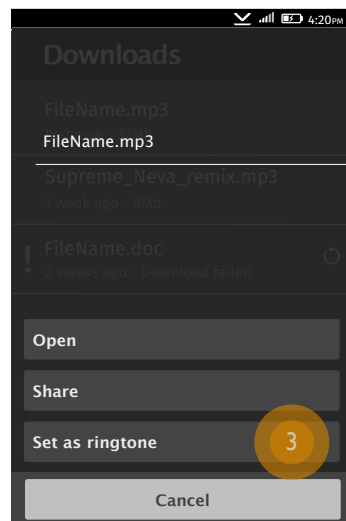 4:20PM
Downloads
FileName.mp3
FileName.mp3
Supreme_Neva_remix.mp3
1 week ago - 8Mb
FileName.doc
2 weeks ago - Download failed
Open
Share
Set as ringtone
3
Cancel